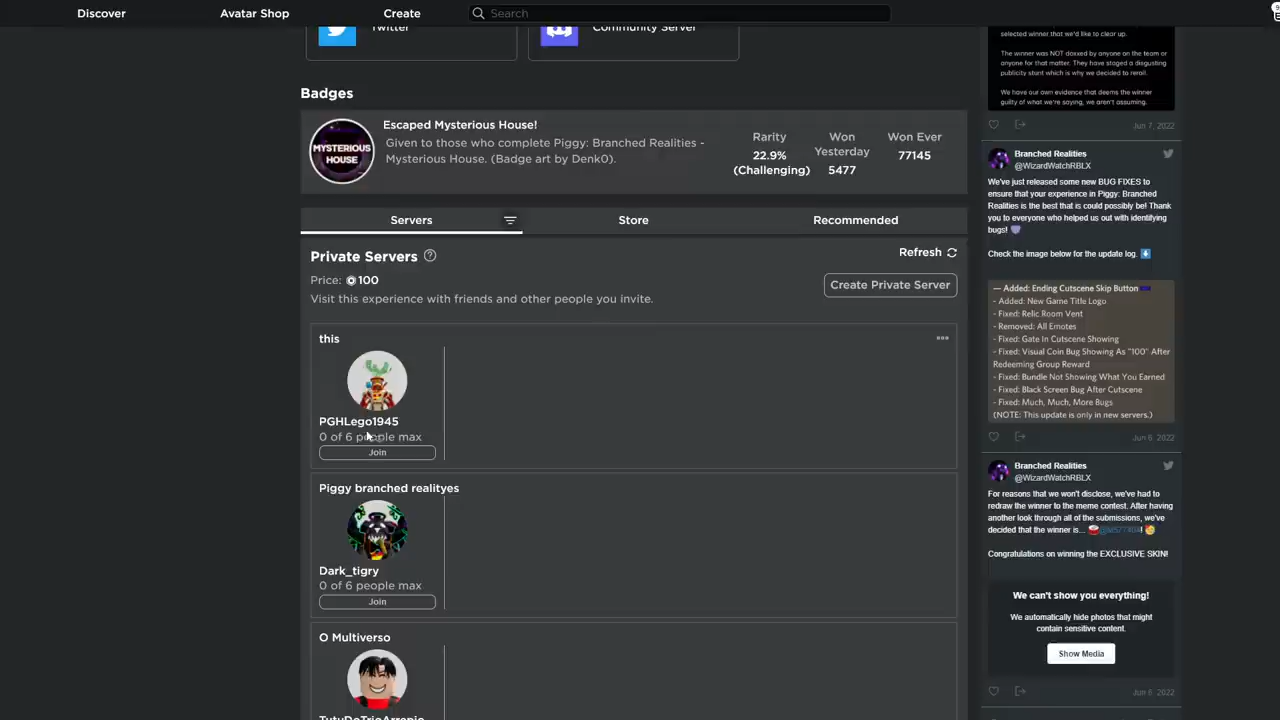 Discover
Avatar Shop
Create
Search
Twitter
Community Server
Badges
MYSTERIOUS
HOUSE
Escaped Mysterious House!
Given to those who complete Piggy: Branched Realities -
Mysterious House. (Badge art by Denk0).
Rarity
22.9%
(Challenging)
Won
Yesterday
5477
Won Ever
77145
Servers
Store
Recommended
Private Servers
Refresh
Price: 100
Visit this experience with friends and other people you invite.
Create Private Server
this
PGHLego1945
0 of 6 people max
Join
Piggy branched realityes
Dark_tigry
0 of 6 people max
Join
O Multiverso
TutuDoTrioArrepio
selected winner that we'd like to clear up.
The winner was NOT doxxed by anyone on the team or
anyone for that matter. They have staged a disgusting
publicity stunt which is why we decided to reroll.
We have our own evidence that deems the winner
guilty of what we're saying, we aren't assuming.
Jun 7, 2022
Branched Realities
@WizardWatchRBLX
We've just released some new BUG FIXES to
ensure that your experience in Piggy: Branched
Realities is the best that is could possibly be! Thank
you to everyone who helped us out with identifying
bugs!
Check the image below for the update log.
— Added: Ending Cutscene Skip Button
- Added: New Game Title Logo
- Fixed: Relic Room Vent
- Removed: All Emotes
- Fixed: Gate In Cutscene Showing
- Fixed: Visual Coin Bug Showing As "100" After
Redeeming Group Reward
- Fixed: Bundle Not Showing What You Earned
- Fixed: Black Screen Bug After Cutscene
- Fixed: Much, Much, More Bugs
(NOTE: This update is only in new servers.)
Jun 6, 2022
Branched Realities
@WizardWatchRBLX
For reasons that we won't disclose, we've had to
redraw the winner to the meme contest. After having
another look through all of the submissions, we've
decided that the winner is...
Congratulations on winning the EXCLUSIVE SKIN!
We can't show you everything!
We automatically hide photos that might
contain sensitive content.
Show Media
Jun 6, 2022